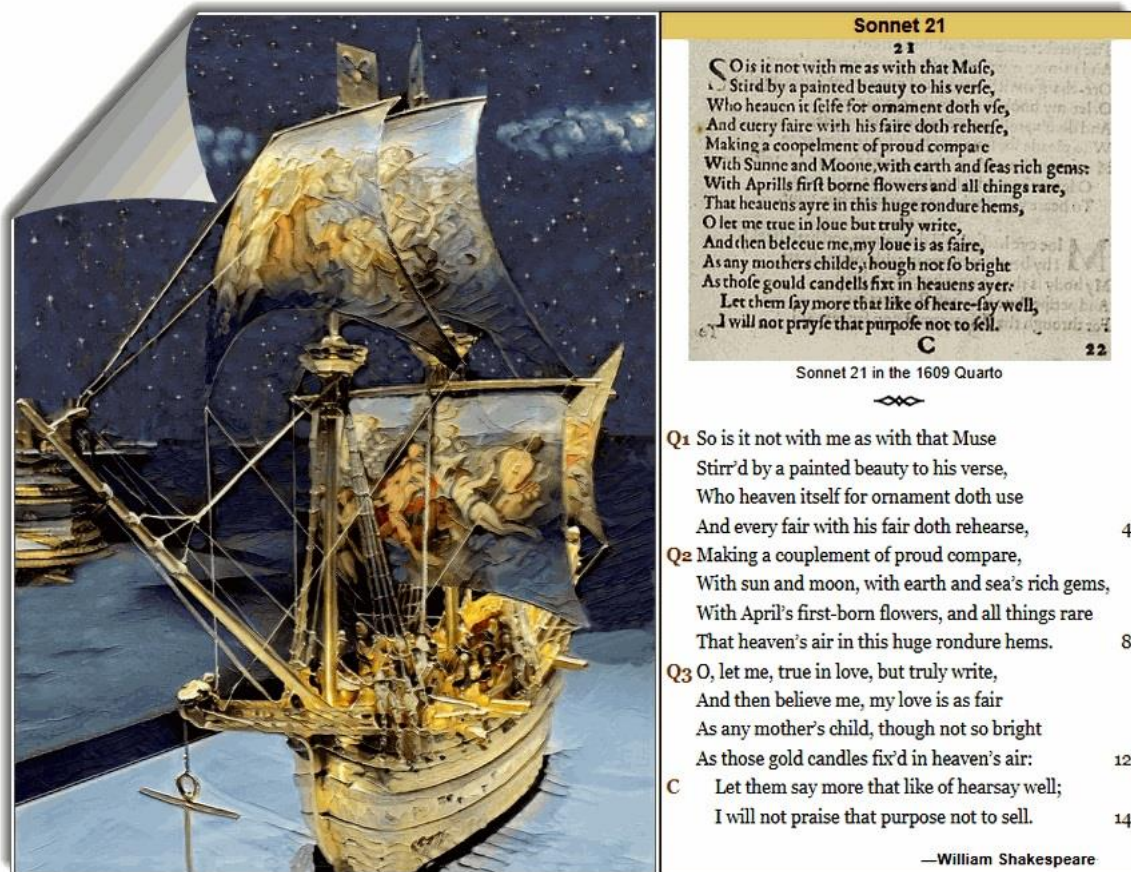 Sonnet 21
21
SO is it not with me as with that Muſe,
Stird by a painted beauty to his verſe,
Who heauen it ſelfe for ornament doth vſe,
And euery faire with his faire doth reherſe,
Making a coopelment of proud compare
With Sunne and Moone, with earth and ſeas rich gems:
With Aprills firſt borne flowers and all things rare,
That heauens ayre in this huge rondure hems,
O let me true in loue but truly write,
And then beleeue me, my loue is as faire,
As any mothers childe, though not ſo bright
As thoſe gould candells fixt in heauens ayer:
Let them ſay more that like of heare-ſay well,
I will not prayſe that purpoſe not to ſell.
C 22
Sonnet 21 in the 1609 Quarto
Q1 So is it not with me as with that Muse
Stirr'd by a painted beauty to his verse,
Who heaven itself for ornament doth use
And every fair with his fair doth rehearse, 4
Q2 Making a couplement of proud compare,
With sun and moon, with earth and sea's rich gems,
With April's first-born flowers, and all things rare
That heaven's air in this huge rondure hems. 8
Q3 O, let me, true in love, but truly write,
And then believe me, my love is as fair
As any mother's child, though not so bright
As those gold candles fix'd in heaven's air: 12
C Let them say more that like of hearsay well;
I will not praise that purpose not to sell. 14
—William Shakespeare